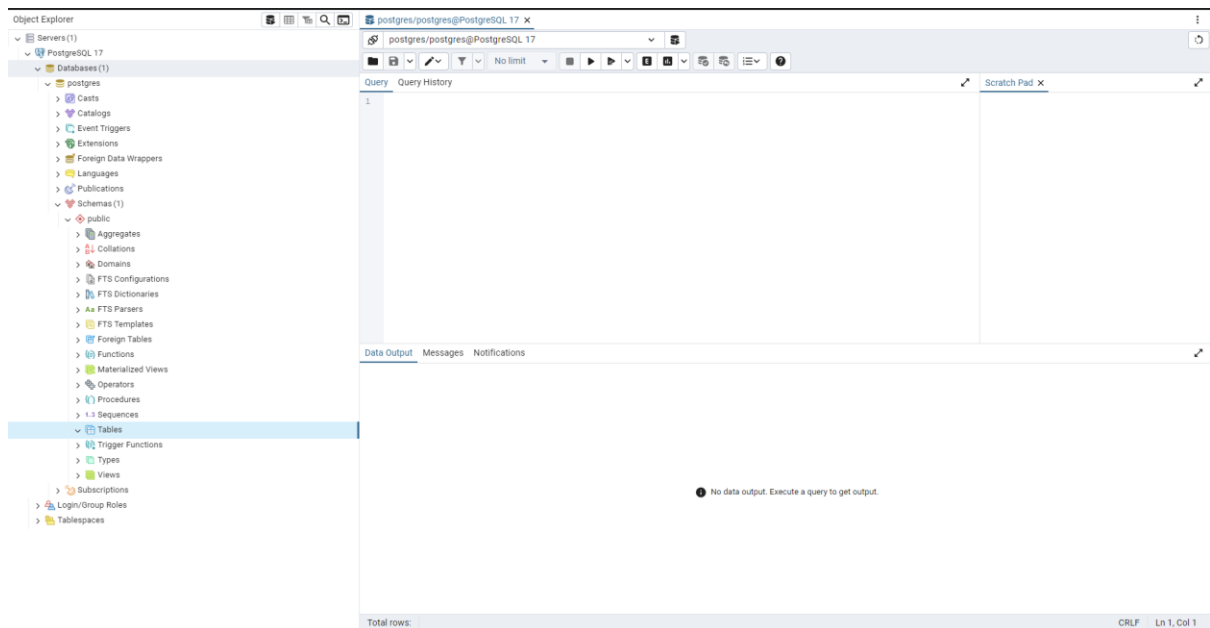 Object Explorer
Servers (1)
PostgreSQL 17
Databases (1)
postgres
Casts
Catalogs
Event Triggers
Extensions
Foreign Data Wrappers
Languages
Publications
Schemas (1)
public
Aggregates
Collations
Domains
FTS Configurations
FTS Dictionaries
Aa FTS Parsers
FTS Templates
Foreign Tables
Functions
Materialized Views
Operators
Procedures
1..3 Sequences
Tables
Trigger Functions
Types
Views
Subscriptions
Login/Group Roles
Tablespaces
postgres/postgres@PostgreSQL 17
postgres/postgres@PostgreSQL 17
No limit
Query Query History
Scratch Pad
1
Data Output Messages Notifications
No data output. Execute a query to get output.
Total rows:
CRLF Ln 1, Col 1